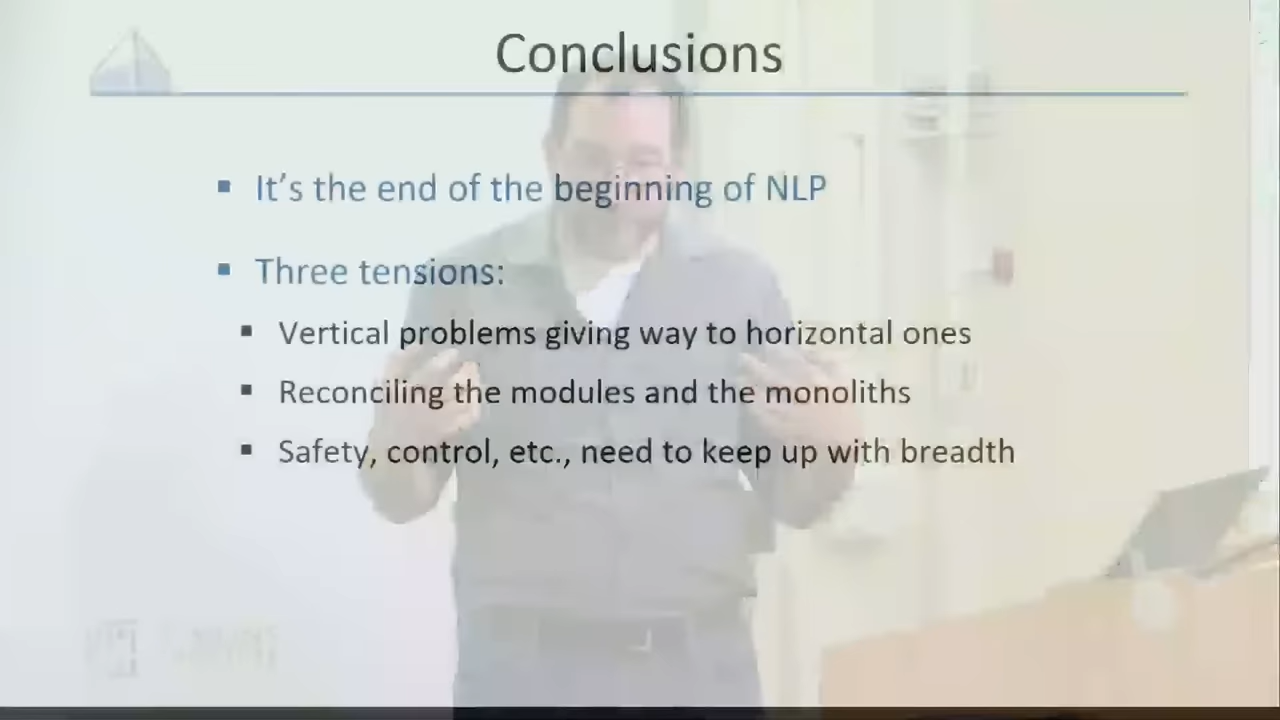 Conclusions
It's the end of the beginning of NLP
Three tensions:
Vertical problems giving way to horizontal ones
Reconciling the modules and the monoliths
Safety, control, etc., need to keep up with breadth